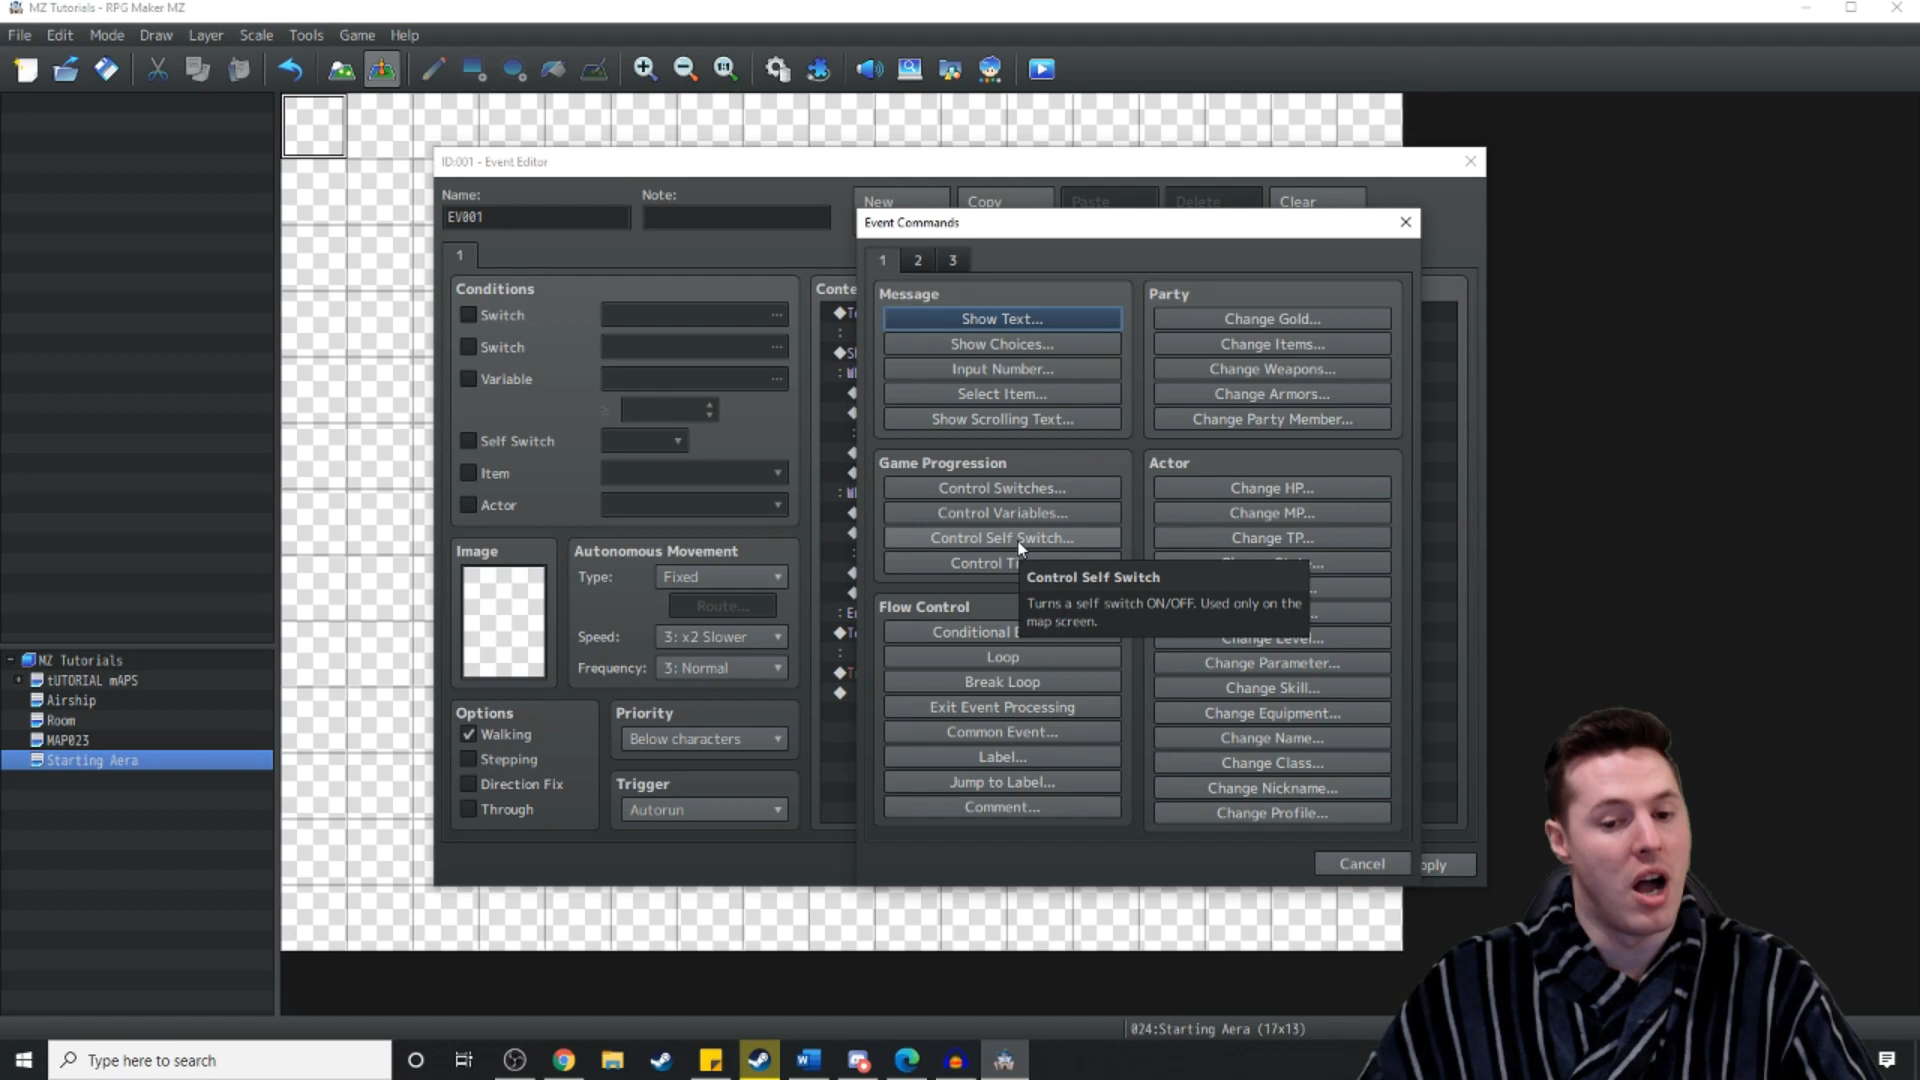 MZ Tutorials - RPG Maker MZ
File Edit Mode Draw Layer Scale Tools Game Help
1:1
ID:001 - Event Editor
Name:
EV001
Note:
New
Copy
Paste
Delete
Clear
1
Conditions
Switch ...
Switch ...
Variable ...
≥
Self Switch
Item
Actor
Image
Autonomous Movement
Type: Fixed
Route...
Speed: 3: x2 Slower
Frequency: 3: Normal
Options
Walking
Stepping
Direction Fix
Through
Priority
Below characters
Trigger
Autorun
Conte
Event Commands
1 2 3
Message
Show Text...
Show Choices...
Input Number...
Select Item...
Show Scrolling Text...
Game Progression
Control Switches...
Control Variables...
Control Self Switch...
Control T
Flow Control
Conditional
Loop
Break Loop
Exit Event Processing
Common Event...
Label...
Jump to Label...
Comment...
Party
Change Gold...
Change Items...
Change Weapons...
Change Armors...
Change Party Member...
Actor
Change HP...
Change MP...
Change TP...
Change Level...
Change Parameter...
Change Skill...
Change Equipment...
Change Name...
Change Class...
Change Nickname...
Change Profile...
Control Self Switch
Turns a self switch ON/OFF. Used only on the
map screen.
Cancel
pply
MZ Tutorials
tUTORIAL mAPS
Airship
Room
MAP023
Starting Aera
024:Starting Aera (17x13)
Type here to search